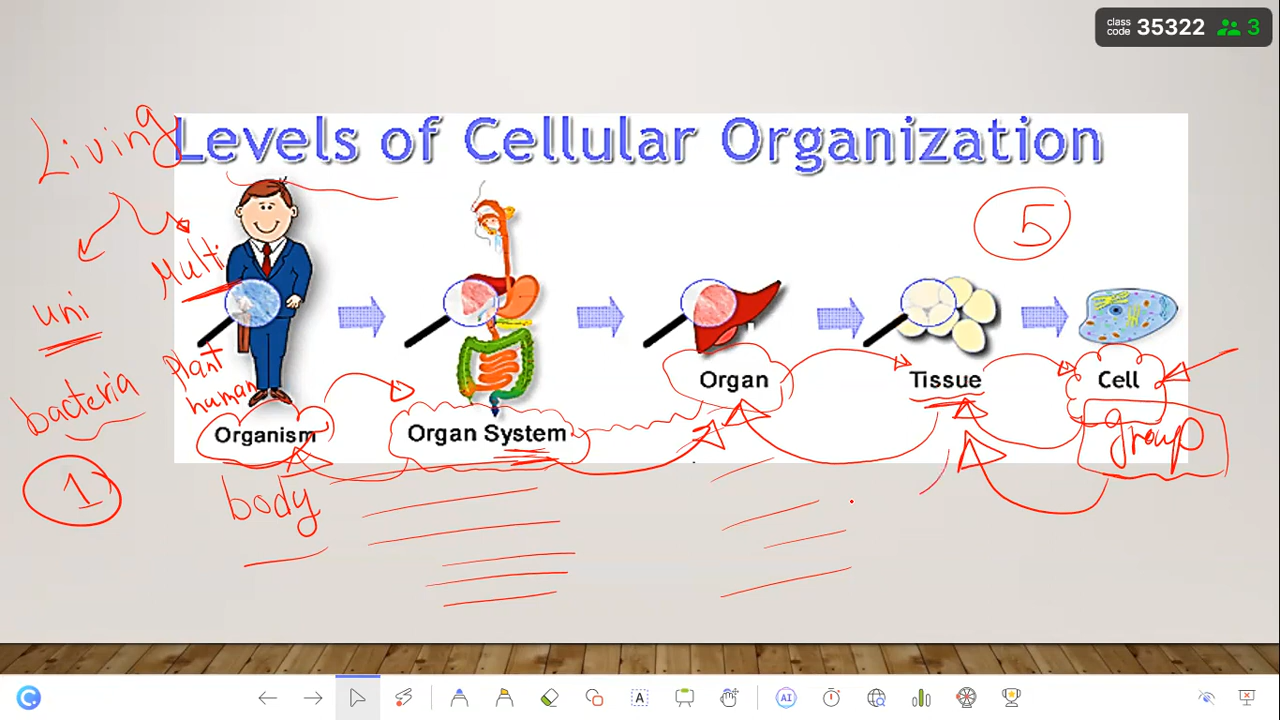 class code 35322 3
Levels of Cellular Organization
Living
5
Multi
uni
Plant
human
bacteria
Organism
Organ System
Organ
Tissue
Cell
group
1
body
A
AI